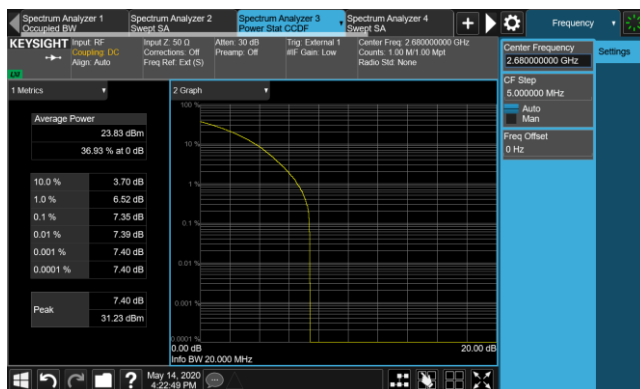 Spectrum Analyzer 1
Occupied BW
Spectrum Analyzer 2
Swept SA
Spectrum Analyzer 3
Power Stat CCDF
Spectrum Analyzer 4
Swept SA
Frequency
KEYSIGHT
Input: RF
Coupling: DC
Align: Auto
Input Z: 50 Ω
Corrections: Off
Freq Ref: Ext (S)
Atten: 30 dB
Preamp: Off
Trig: External 1
#IF Gain: Low
Center Freq: 2.680000000 GHz
Counts: 1.00 M/1.00 Mpt
Radio Std: None
Center Frequency
2.680000000 GHz
Settings
CF Step
5.000000 MHz
Auto
Man
Freq Offset
0 Hz
1 Metrics
Average Power
23.83 dBm
36.93 % at 0 dB
10.0 % 3.70 dB
1.0 % 6.52 dB
0.1 % 7.35 dB
0.01 % 7.39 dB
0.001 % 7.40 dB
0.0001 % 7.40 dB
Peak
7.40 dB
31.23 dBm
2 Graph
100 %
10 %
1 %
0.1 %
0.01 %
0.001 %
0.0001 %
0.00 dB
20.00 dB
Info BW 20.000 MHz
May 14, 2020
4:22:49 PM